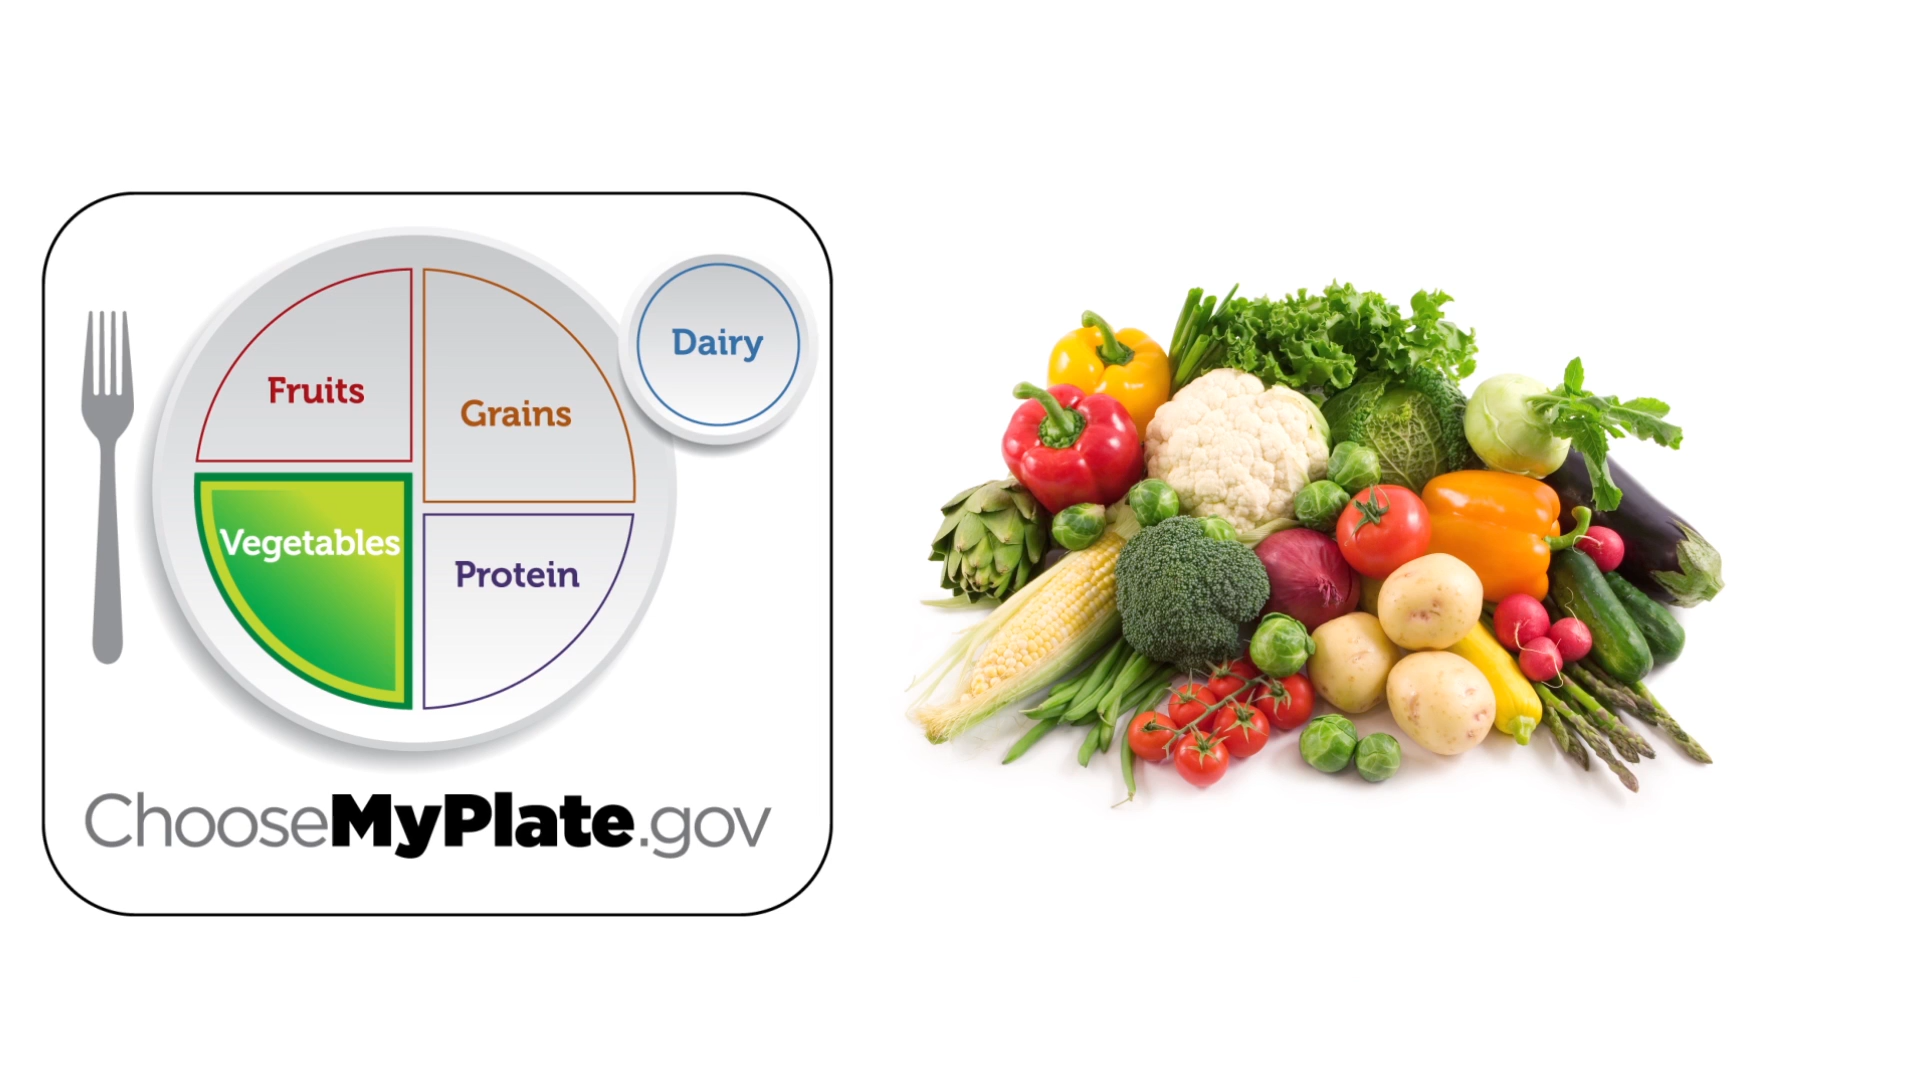 Fruits
Grains
Dairy
Vegetables
Protein
ChooseMyPlate.gov